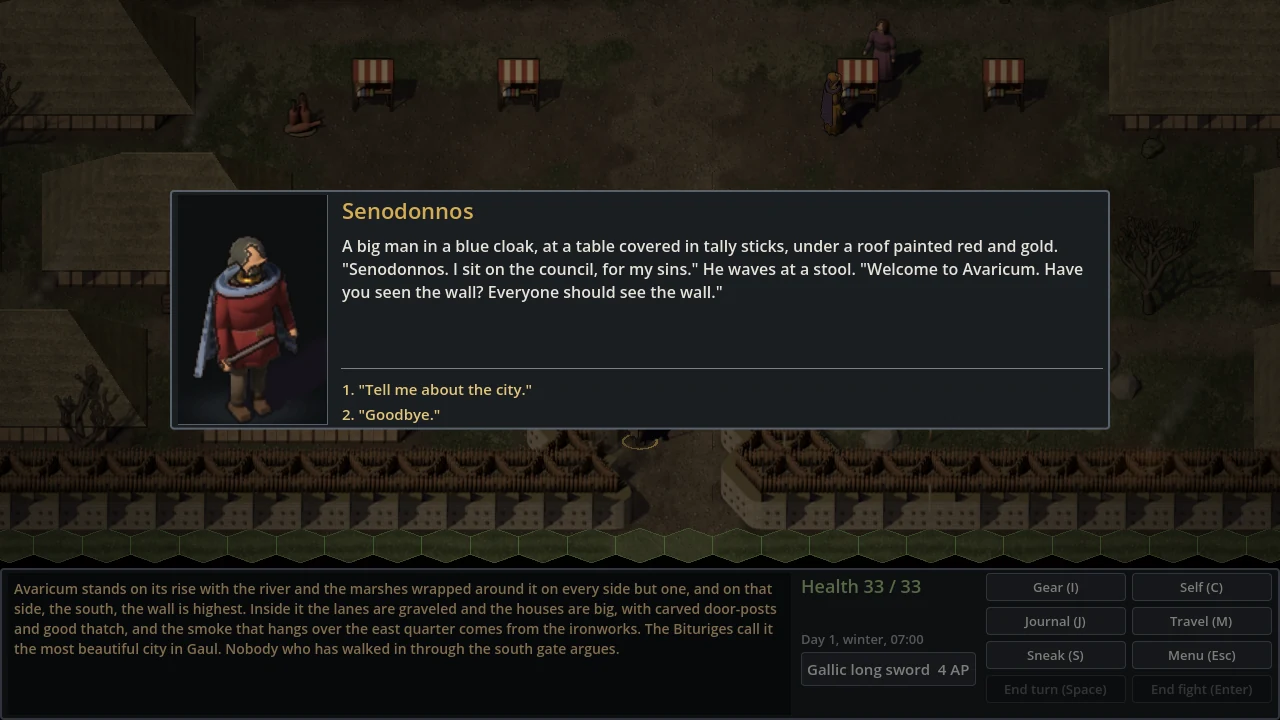 Senodonnos
A big man in a blue cloak, at a table covered in tally sticks, under a roof painted red and gold.
"Senodonnos. I sit on the council, for my sins." He waves at a stool. "Welcome to Avaricum. Have
you seen the wall? Everyone should see the wall."
1. "Tell me about the city."
2. "Goodbye."
Avaricum stands on its rise with the river and the marshes wrapped around it on every side but one, and on that
side, the south, the wall is highest. Inside it the lanes are graveled and the houses are big, with carved door-posts
and good thatch, and the smoke that hangs over the east quarter comes from the ironworks. The Bituriges call it
the most beautiful city in Gaul. Nobody who has walked in through the south gate argues.
Health 33 / 33
Day 1, winter, 07:00
Gallic long sword 4 AP
Gear (I)
Self (C)
Journal (J)
Travel (M)
Sneak (S)
Menu (Esc)
End turn (Space)
End fight (Enter)